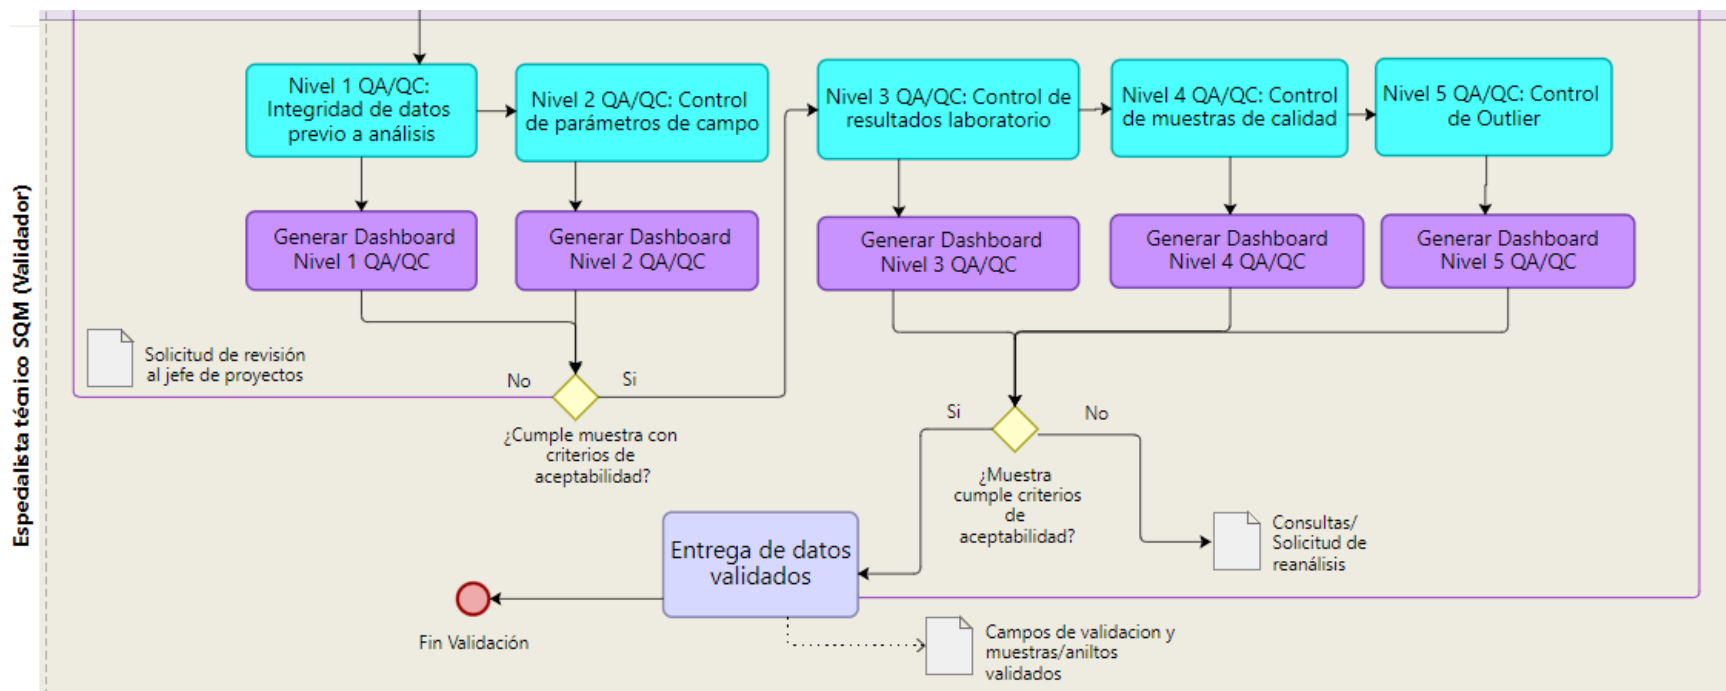 Espedalista técnico SQM (Validador)
Nivel 1 QA/QC:
Integridad de datos
previo a análisis
Nivel 2 QA/QC: Control
de parámetros de campo
Nivel 3 QA/QC: Control de
resultados laboratorio
Nivel 4 QA/QC: Control
de muestras de calidad
Nivel 5 QA/QC: Control
de Outlier
Generar Dashboard
Nivel 1 QA/QC
Generar Dashboard
Nivel 2 QA/QC
Generar Dashboard
Nivel 3 QA/QC
Generar Dashboard
Nivel 4 QA/QC
Generar Dashboard
Nivel 5 QA/QC
Solicitud de revisión
al jefe de proyectos
No
Si
¿Cumple muestra con
criterios de
aceptabilidad?
Si
No
¿Muestra
cumple criterios
de
aceptabilidad?
Consultas/
Solicitud de
reanálisis
Entrega de datos
validados
Fin Validación
Campos de validacion y
muestras/aniltos
validados